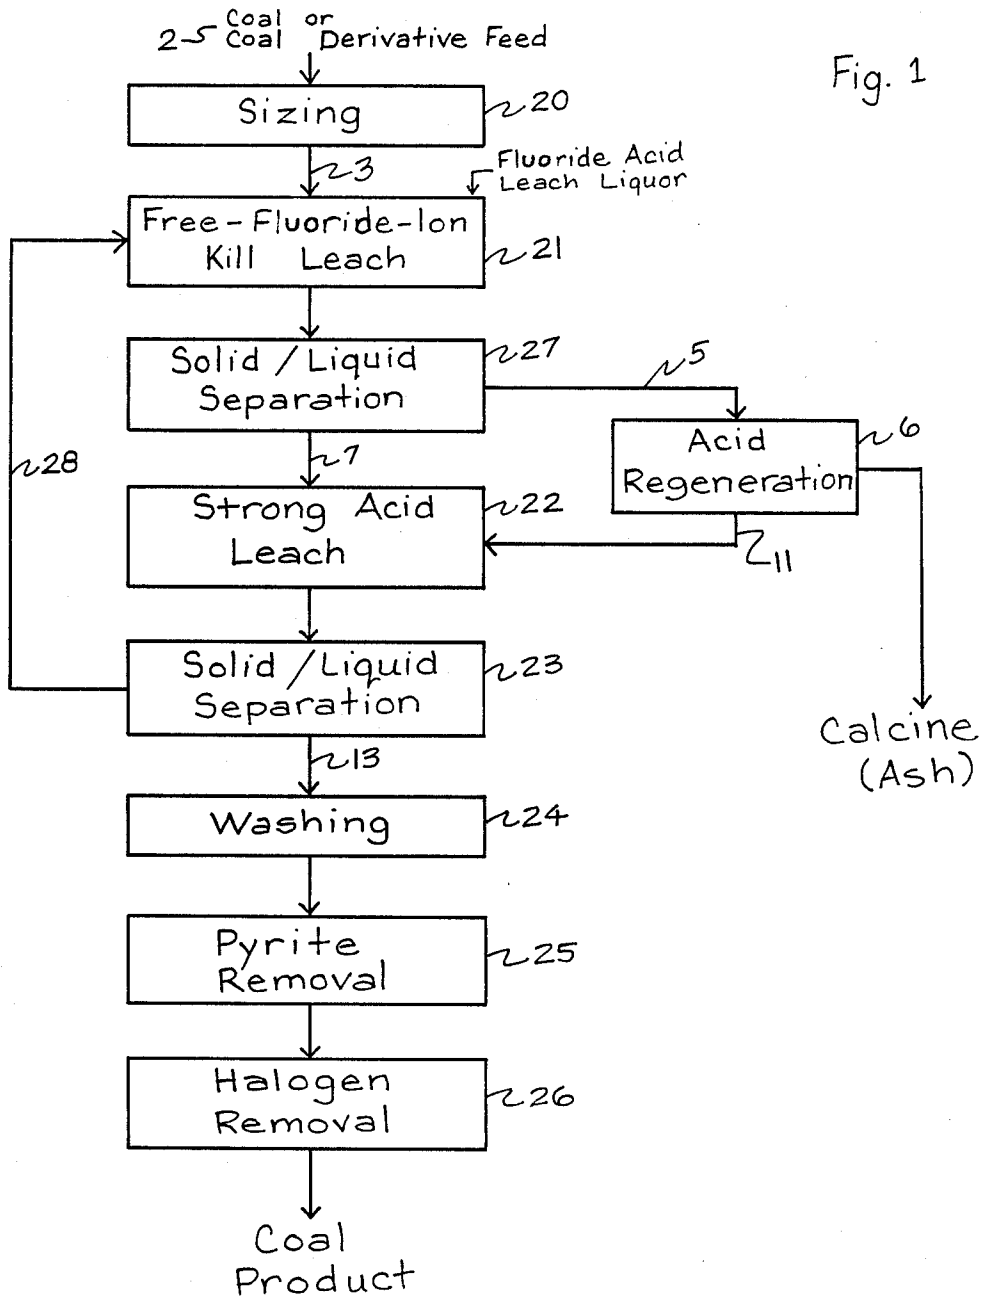 Fig. 1
Coal or
2 Coal Derivative Feed
Sizing
20
3
Fluoride Acid
Leach Liquor
Free-Fluoride-Ion
Kill Leach
21
Solid / Liquid
Separation
27
5
Acid
Regeneration
6
28
7
Strong Acid
Leach
22
11
Solid / Liquid
Separation
23
Calcine
(Ash)
13
Washing
24
Pyrite
Removal
25
Halogen
Removal
26
Coal
Product